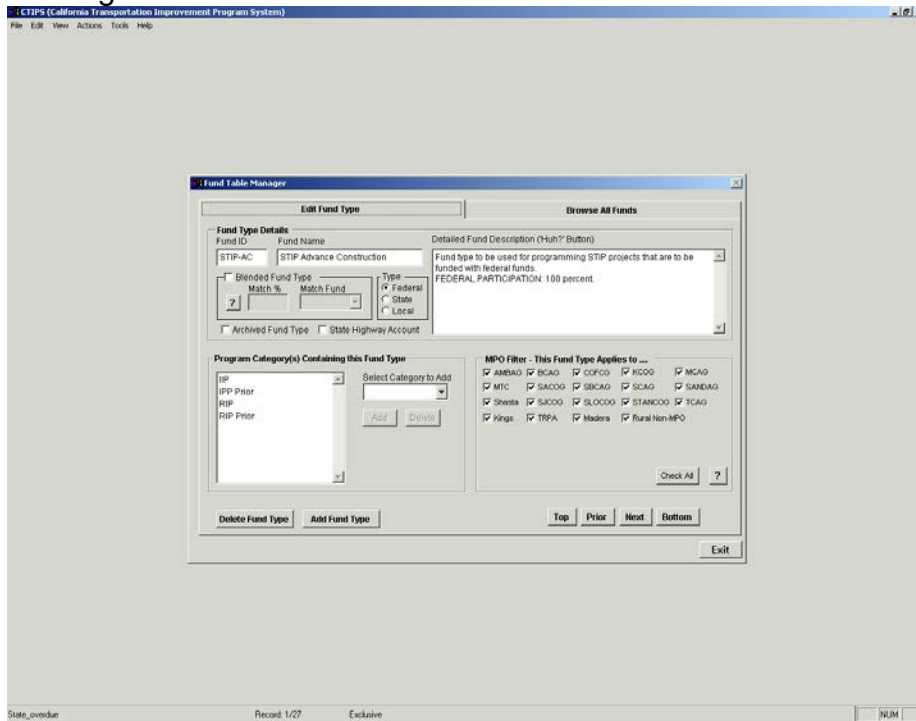 CTIPS (California Transportation Improvement Program System)
File Edit View Actions Tools Help
Fund Table Manager
Edit Fund Type
Browse All Funds
Fund Type Details
Fund ID Fund Name
Detailed Fund Description ('Huh?' Button)
STIP-AC STIP Advance Construction
Fund type to be used for programming STIP projects that are to be
funded with federal funds.
FEDERAL PARTICIPATION: 100 percent.
Blended Fund Type
Match % Match Fund
?
Type
Federal
State
Local
Archived Fund Type State Highway Account
Program Category(s) Containing this Fund Type
IIP
IPP Prior
RIP
RIP Prior
Select Category to Add
Add Delete
MPO Filter - This Fund Type Applies to ....
AMBAG BCAG COFCG KCOG MCAG
MTC SACOG SBCAG SCAG SANDAG
Shasta SJCOG SLOCOG STANCOG TCAG
Kings TRPA Madera Rural Non-MPO
Check All ?
Delete Fund Type Add Fund Type
Top Prior Next Bottom
Exit
State_overdue Record: 1/27 Exclusive NUM